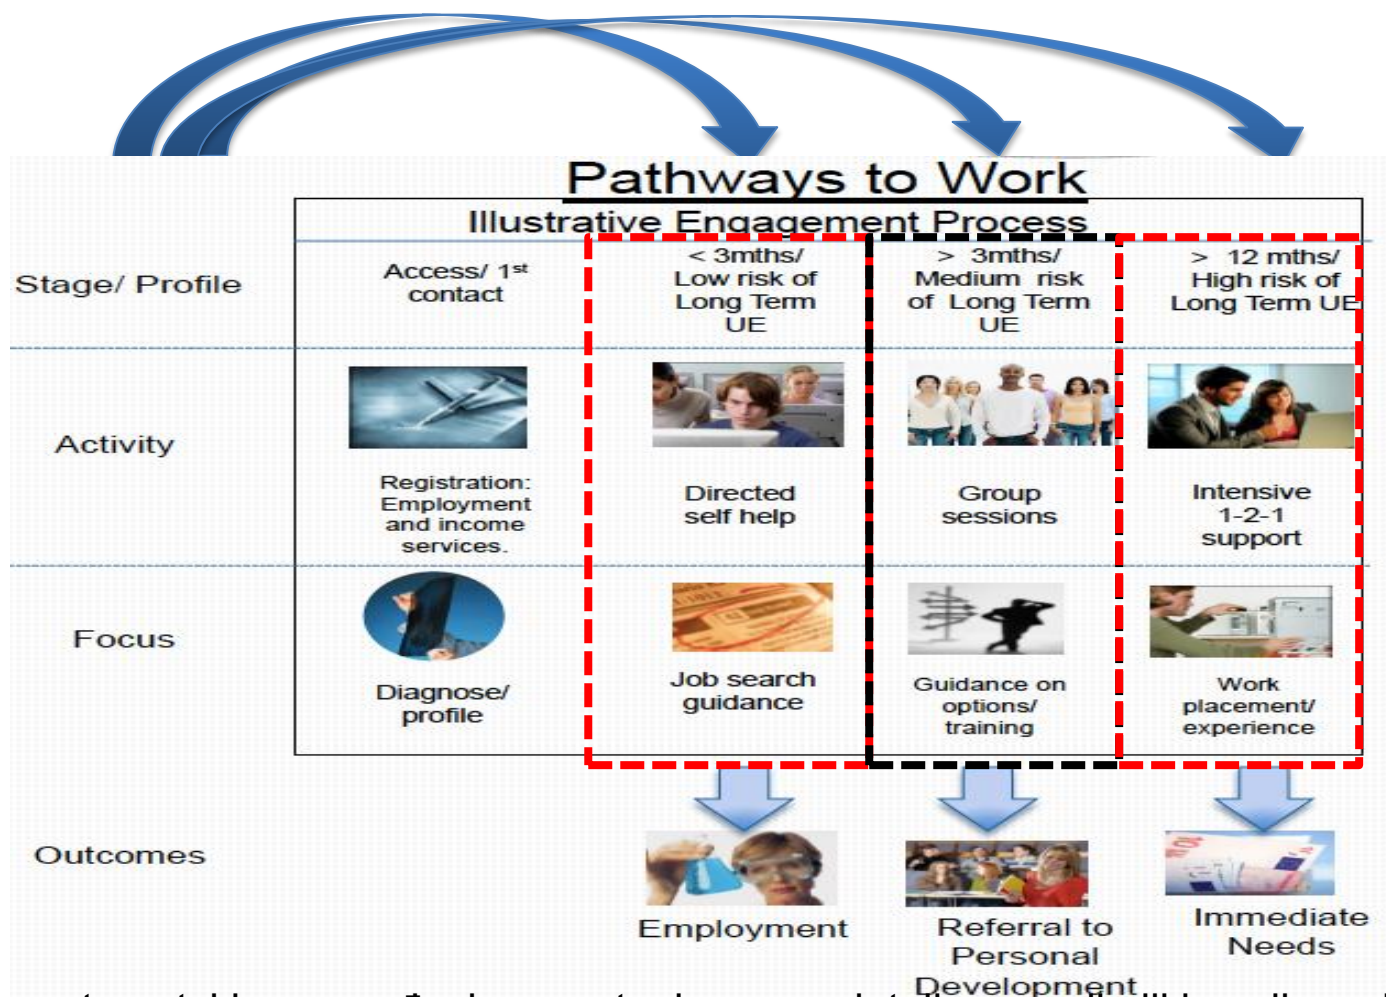 Pathways to Work
Illustrative Engagement Process
Stage/ Profile
Access/ 1st
contact
< 3mths/
Low risk of
Long Term
UE
> 3mths/
Medium risk
of Long Term
UE
> 12 mths/
High risk of
Long Term UE
Activity
Registration:
Employment
and income
services.
Directed
self help
Group
sessions
Intensive
1-2-1
support
Focus
Diagnose/
profile
Job search
guidance
Guidance on
options/
training
Work
placement/
experience
Outcomes
Employment
Referral to
Personal
Development
Immediate
Needs